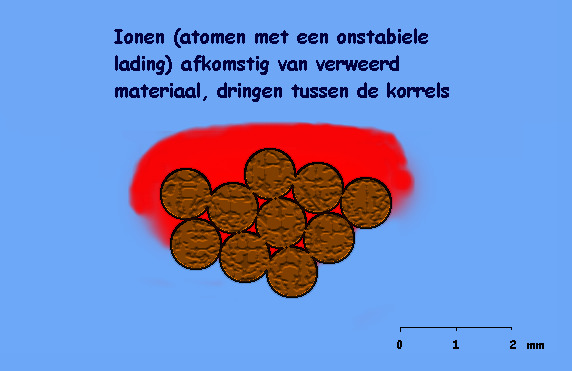 Ionen (atomen met een onstabiele
lading) afkomstig van verweerd
materiaal, dringen tussen de korrels
0 1 2 mm